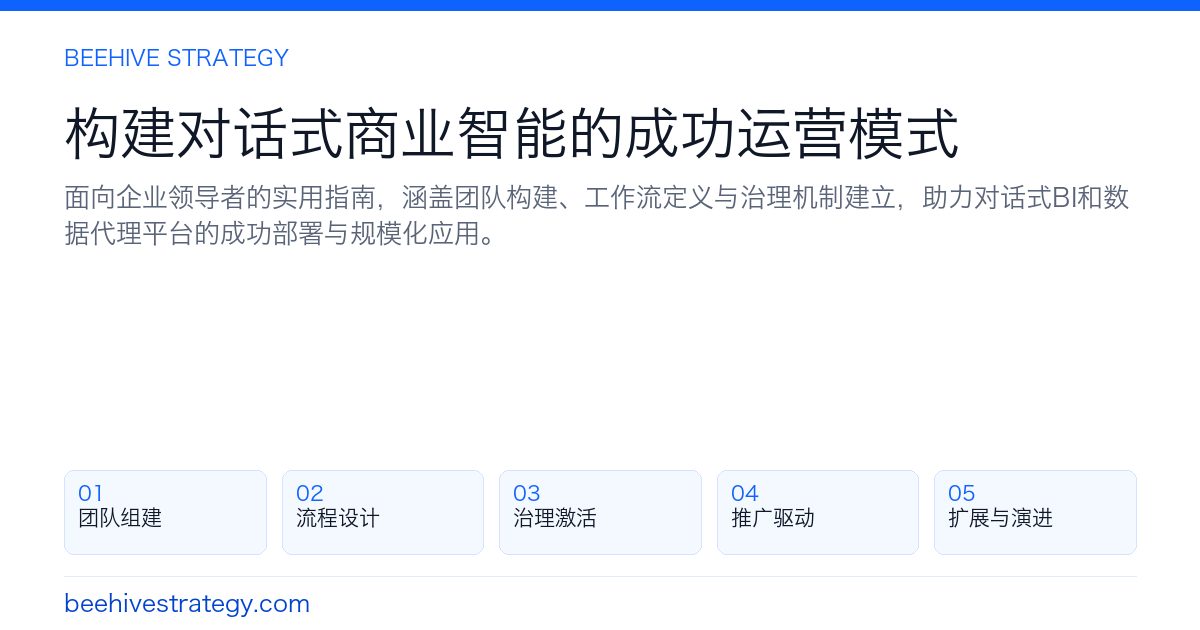 BEEHIVE STRATEGY
构建对话式商业智能的成功运营模式
面向企业领导者的实用指南，涵盖团队构建、工作流定义与治理机制建立，助力对话式BI和数
据代理平台的成功部署与规模化应用。
01
团队组建
02
流程设计
03
治理激活
04
推广驱动
05
扩展与演进
beehivestrategy.com